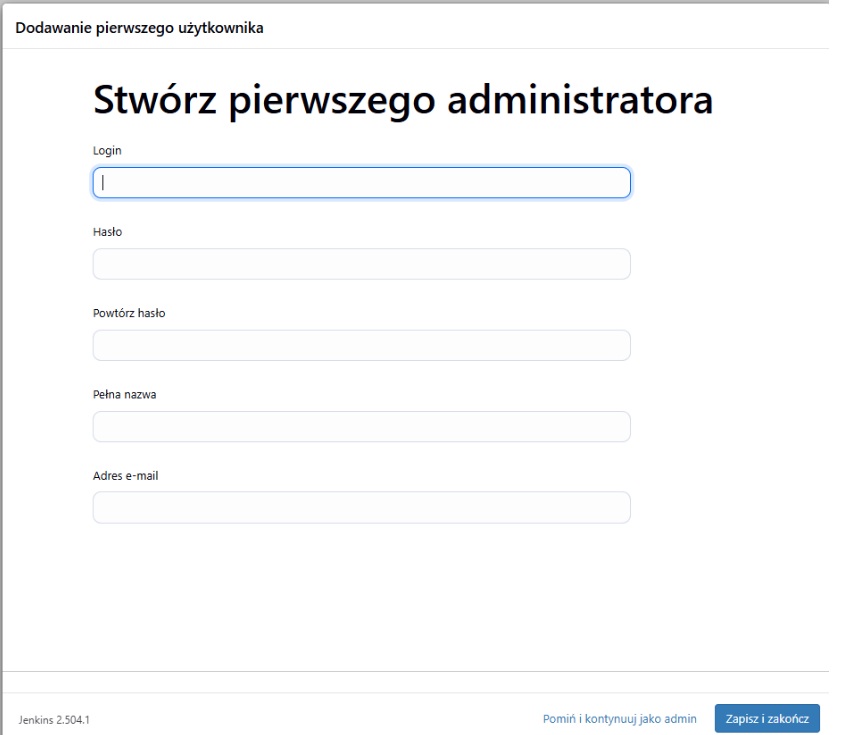 Dodawanie pierwszego użytkownika
Stwórz pierwszego administratora
Login
Hasło
Powtórz hasło
Pełna nazwa
Adres e-mail
Jenkins 2.504.1
Pomiń i kontynuuj jako admin
Zapisz i zakończ